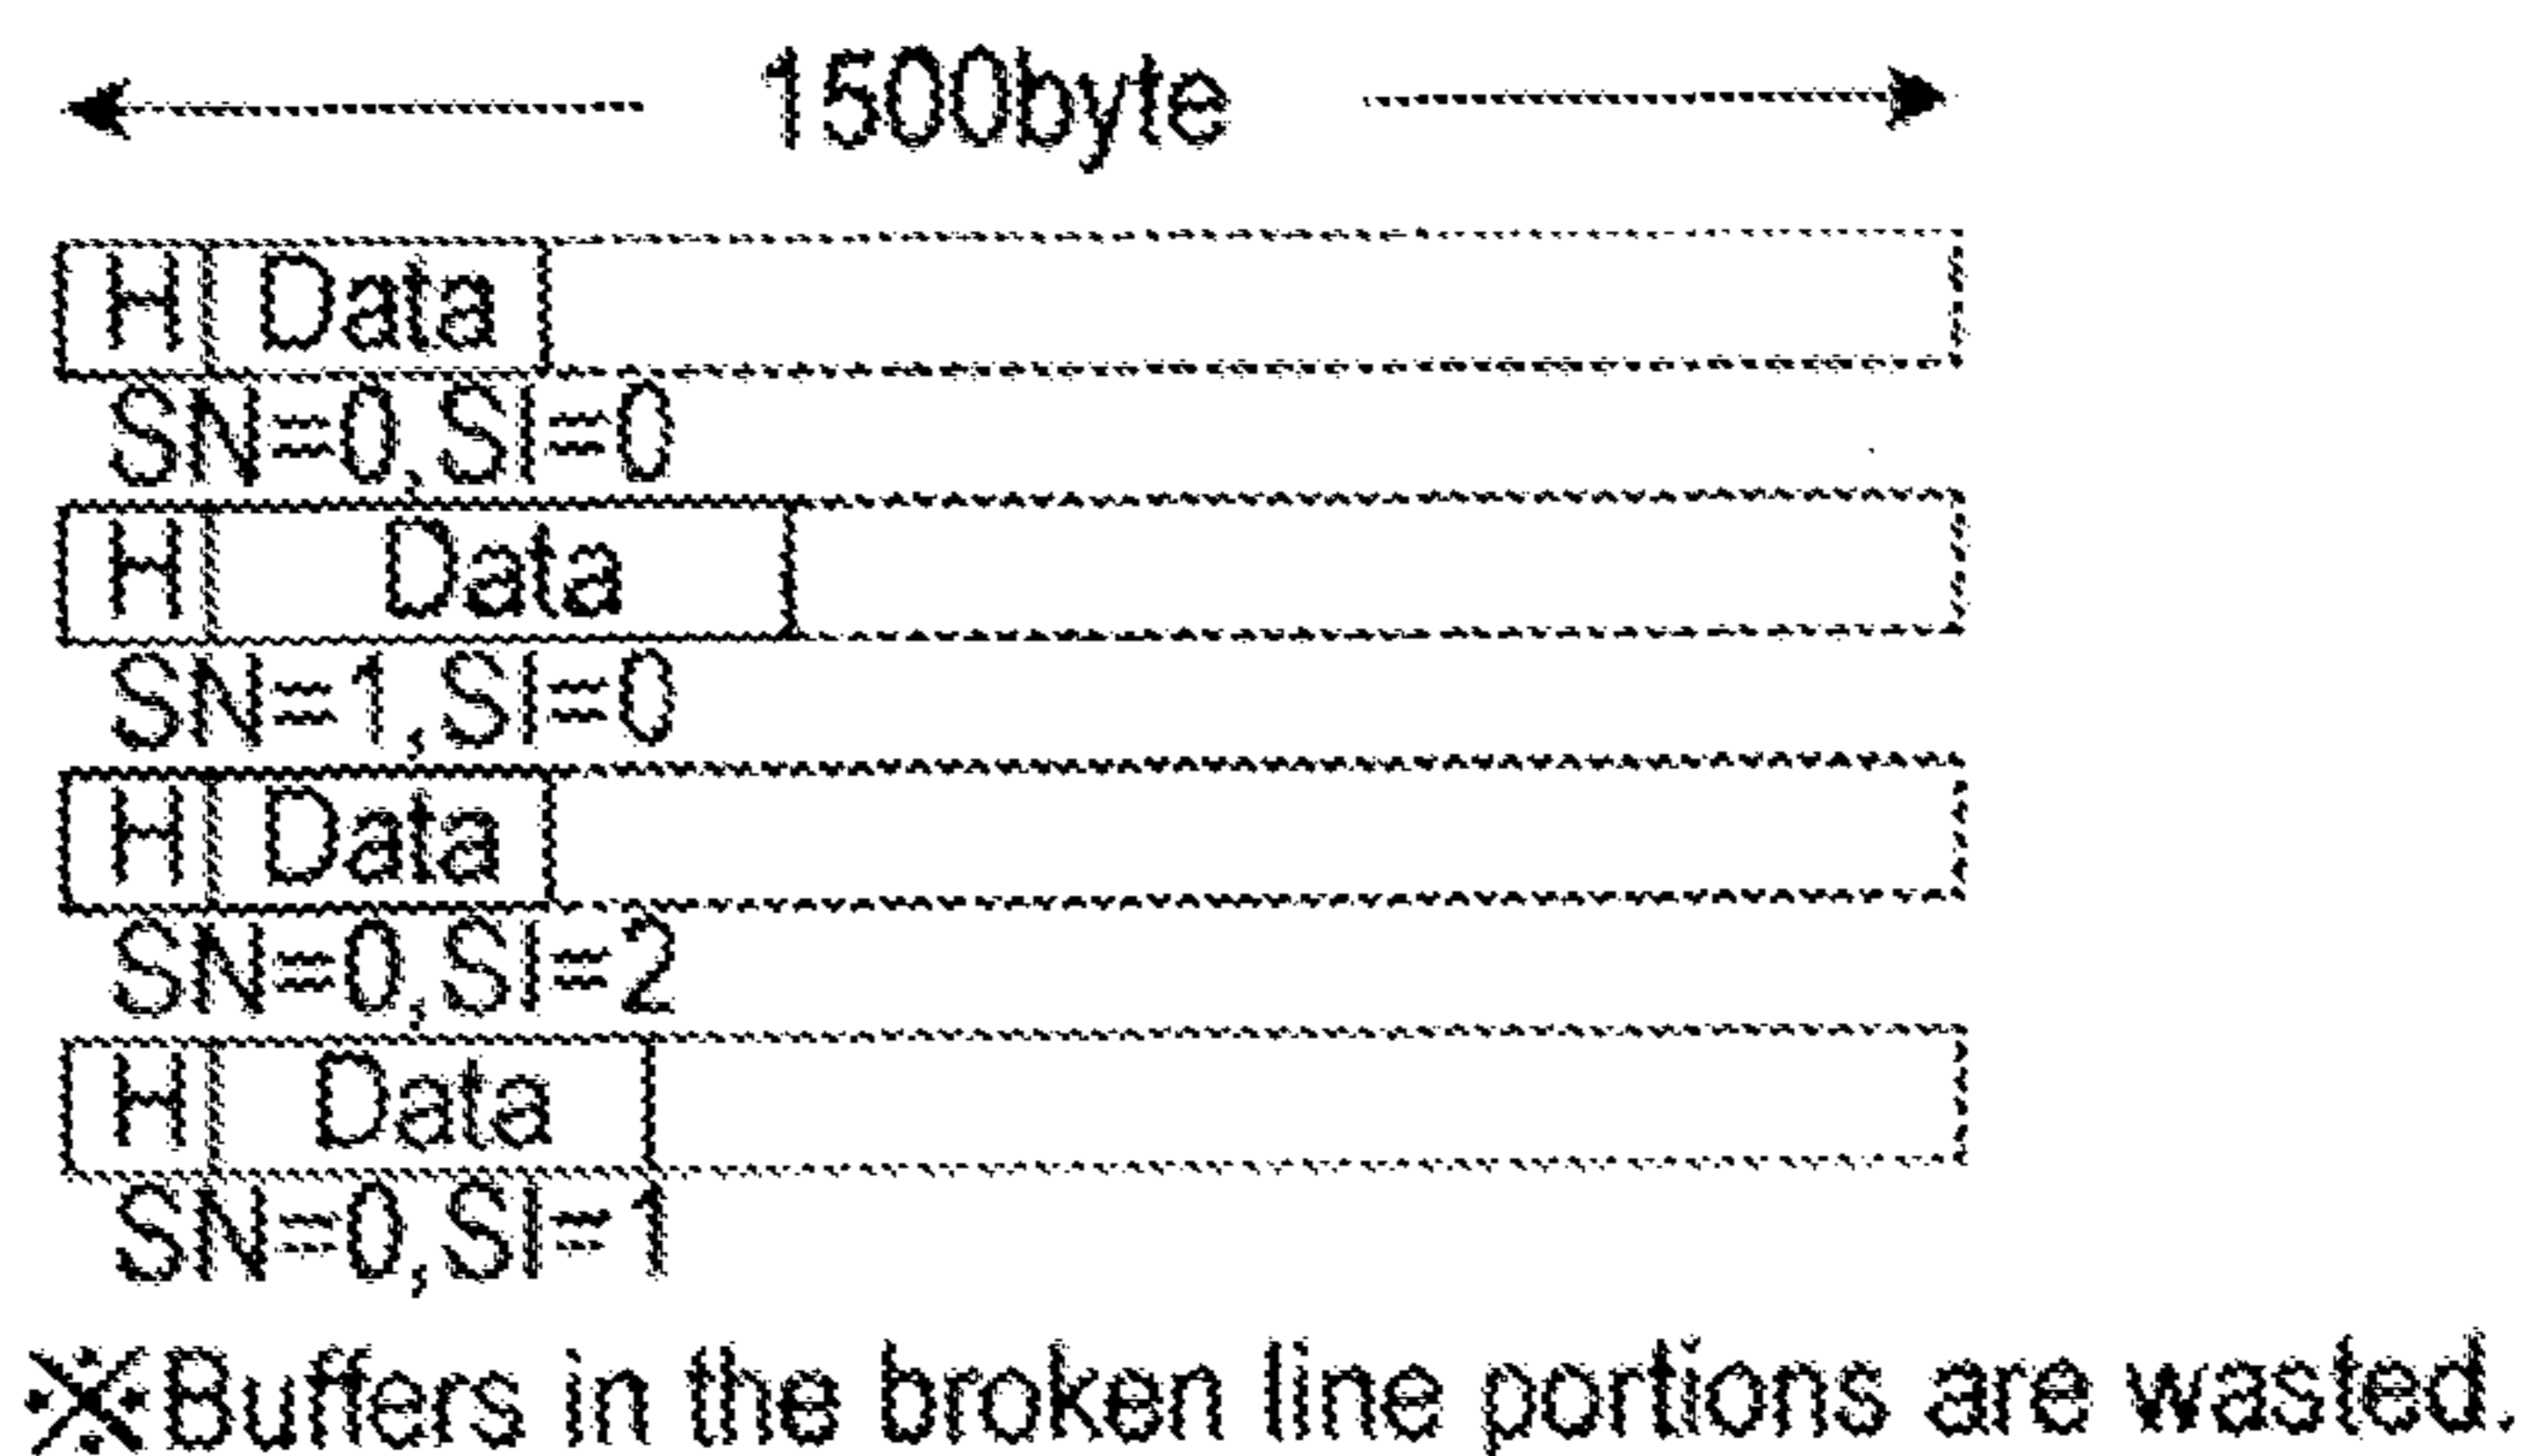 1500byte
H Data
SN=0,SI=0
H Data
SN=1,SI=0
H Data
SN=0,SI=2
H Data
SN=0,SI=1
※Buffers in the broken line portions are wasted.